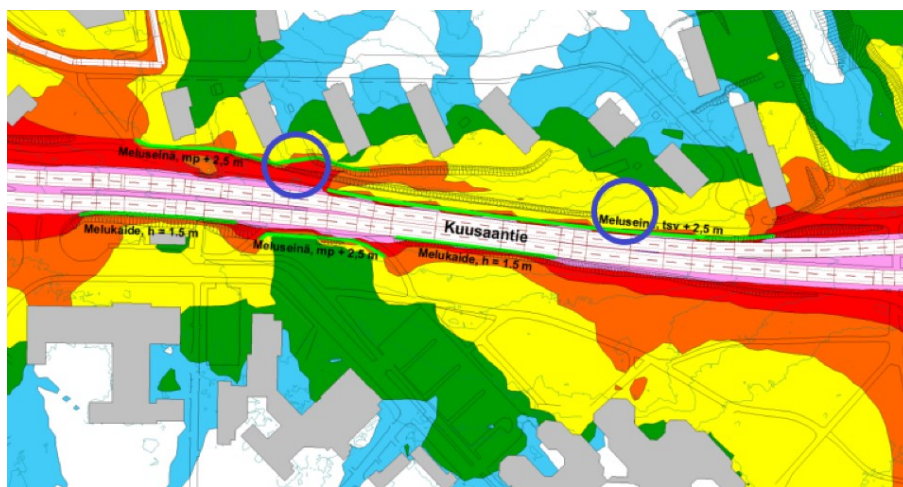 Meluseinä, mp + 2,5 m
Kuusaantie
Meluseinä, tsv + 2,5 m
Melukaide, h = 1.5 m
Meluseinä, mp + 2,5 m
Melukaide, h = 1.5 m